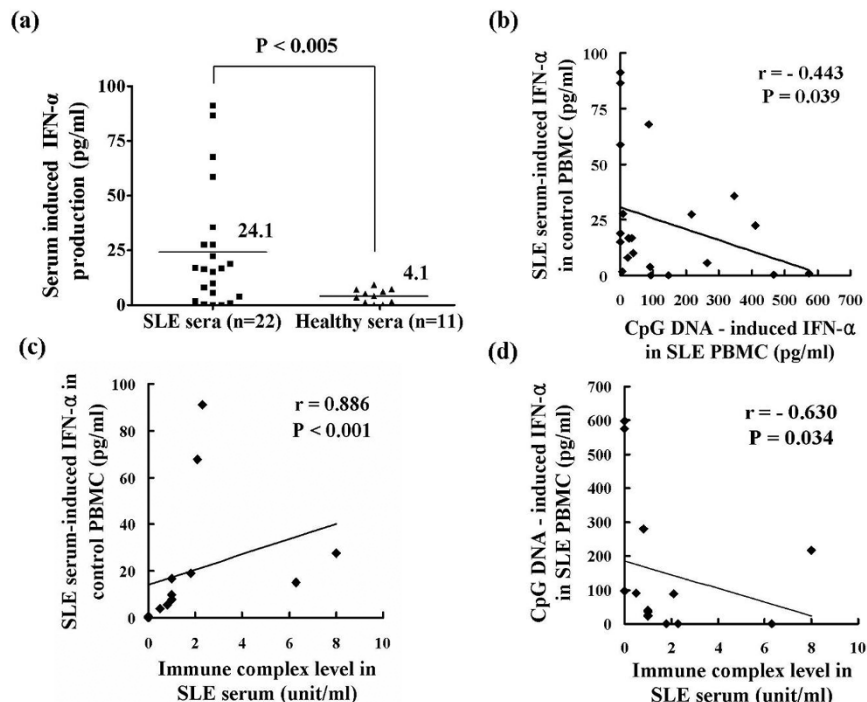 (a)
P < 0.005
Serum induced IFN-α
production (pg/ml)
100
75
50
25
0
24.1
4.1
SLE sera (n=22) Healthy sera (n=11)
(b)
r = - 0.443
P = 0.039
SLE serum-induced IFN-α
in control PBMC (pg/ml)
100
75
50
25
0
0 100 200 300 400 500 600 700
CpG DNA - induced IFN-α
in SLE PBMC (pg/ml)
(c)
r = 0.886
P < 0.001
SLE serum-induced IFN-α in
control PBMC (pg/ml)
100
80
60
40
20
0
0 2 4 6 8 10
Immune complex level in
SLE serum (unit/ml)
(d)
r = - 0.630
P = 0.034
CpG DNA - induced IFN-α
in SLE PBMC (pg/ml)
700
600
500
400
300
200
100
0
0 2 4 6 8 10
Immune complex level in
SLE serum (unit/ml)